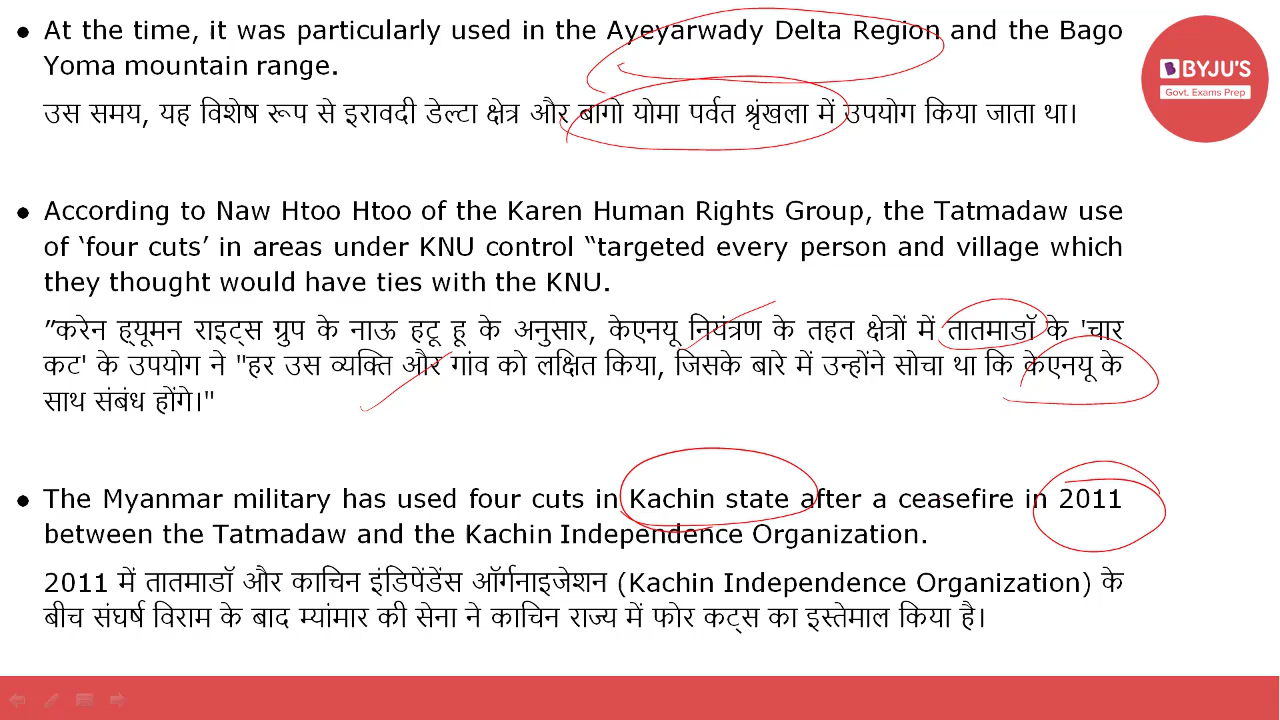 • At the time, it was particularly used in the Ayeyarwady Delta Region and the Bago
Yoma mountain range.
उस समय, यह विशेष रूप से इरावदी डेल्टा क्षेत्र और बागो योमा पर्वत श्रृंखला में उपयोग किया जाता था।
BYJU'S
Govt. Exams Prep
• According to Naw Htoo Htoo of the Karen Human Rights Group, the Tatmadaw use
of ‘four cuts’ in areas under KNU control “targeted every person and village which
they thought would have ties with the KNU.
”करेन ह्यूमन राइट्स ग्रुप के नाऊ हटू हू के अनुसार, केएनयू नियंत्रण के तहत क्षेत्रों में तातमाडॉ के 'चार
कट' के उपयोग ने "हर उस व्यक्ति और गांव को लक्षित किया, जिसके बारे में उन्होंने सोचा था कि केएनयू के
साथ संबंध होंगे।"
• The Myanmar military has used four cuts in Kachin state after a ceasefire in 2011
between the Tatmadaw and the Kachin Independence Organization.
2011 में तातमाडॉ और काचिन इंडिपेंडेंस ऑर्गनाइजेशन (Kachin Independence Organization) के
बीच संघर्ष विराम के बाद म्यांमार की सेना ने काचिन राज्य में फोर कट्स का इस्तेमाल किया है।